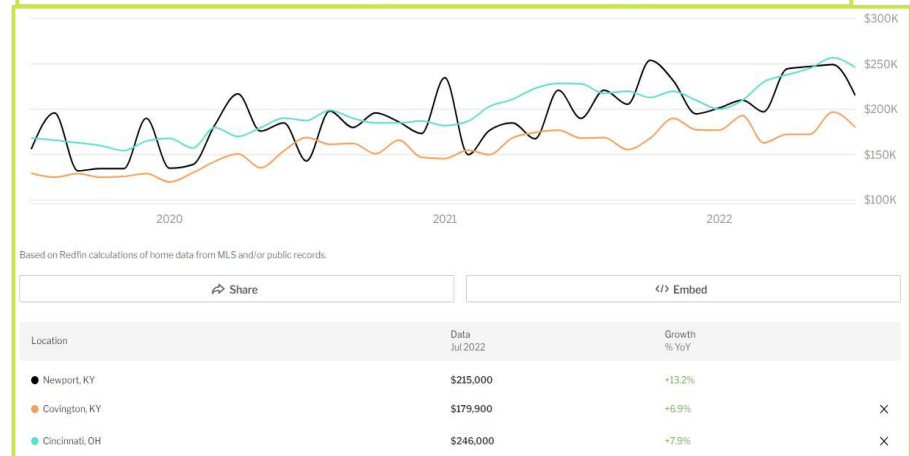 $300K
$250K
$200K
$150K
$100K
2020 2021 2022
Based on Redfin calculations of home data from MLS and/or public records.
Share </> Embed
Location Data Growth
Jul 2022 % YoY
Newport, KY $215,000 +13.2%
Covington, KY $179,900 +6.9% X
Cincinnati, OH $246,000 +7.9% X